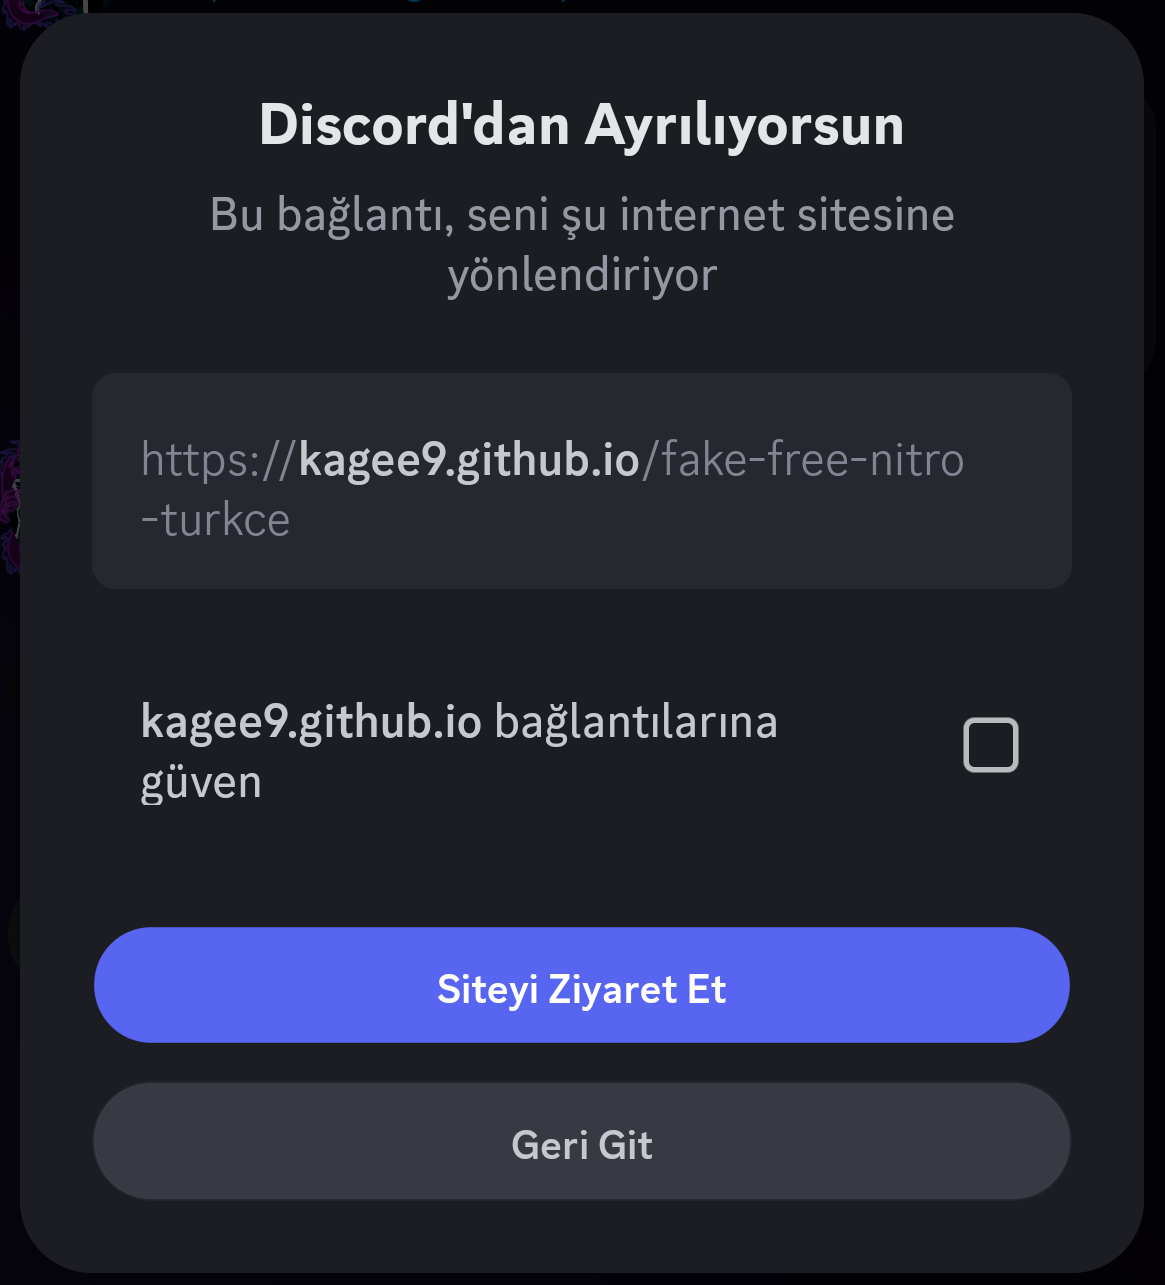 Discord'dan Ayrılıyorsun
Bu bağlantı, seni şu internet sitesine
yönlendiriyor
https://kagee9.github.io/fake-free-nitro
-turkce
kagee9.github.io bağlantılarına
güven
Siteyi Ziyaret Et
Geri Git